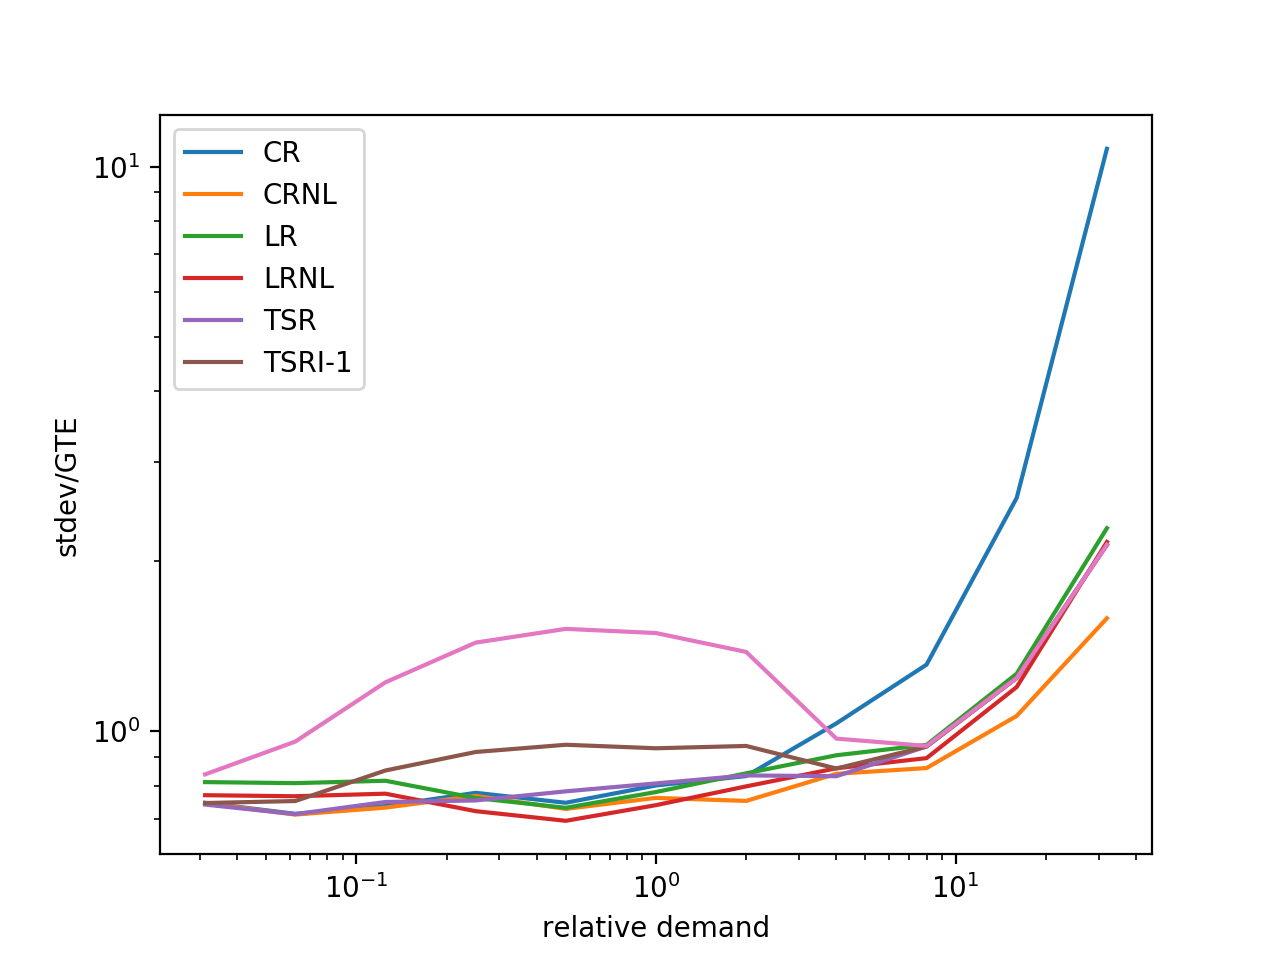 CR
CRNL
LR
LRNL
TSR
TSRI-1
10¹
10⁰
stdev/GTE
10⁻¹
10⁰
10¹
relative demand